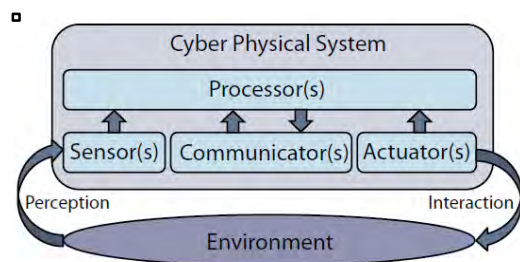 Cyber Physical System
Processor(s)
Sensor(s) Communicator(s) Actuator(s)
Perception Interaction
Environment